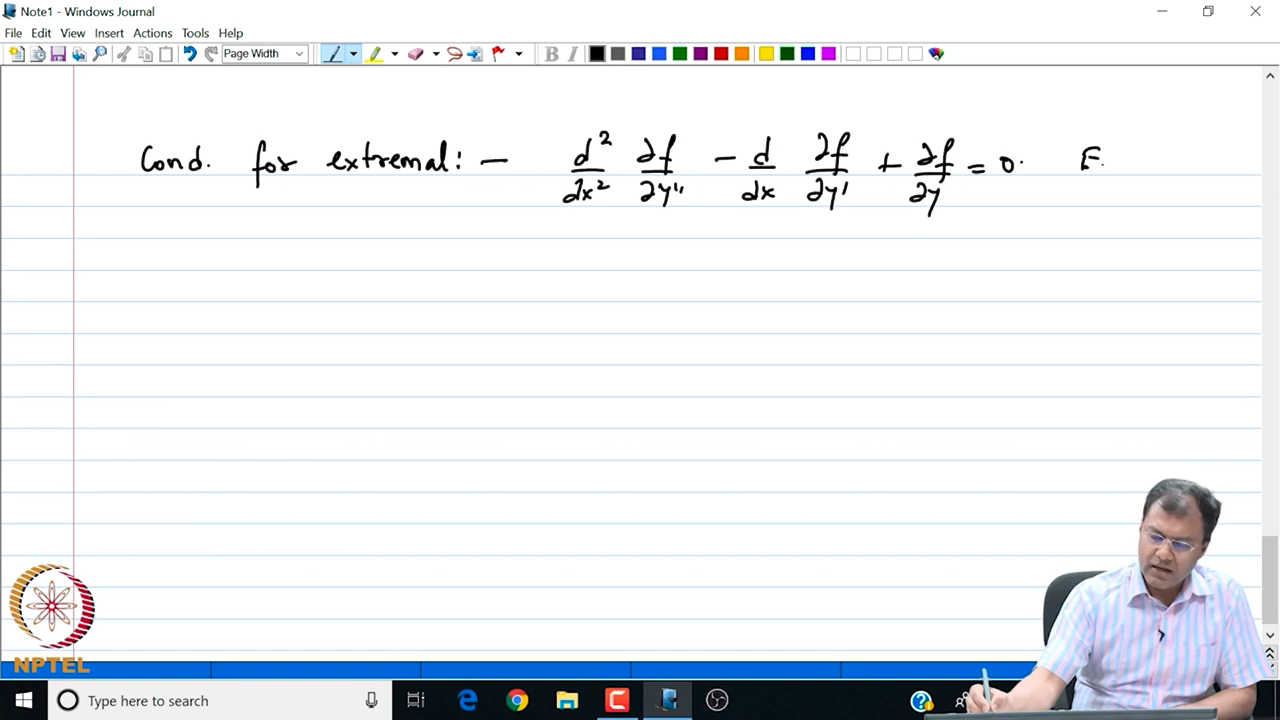 Note1 - Windows Journal
File Edit View Insert Actions Tools Help
Page Width B I
Cond. for extremal: - d²/dx² ∂f/∂y'' - d/dx ∂f/∂y' + ∂f/∂y = 0. E.
NPTEL
Type here to search